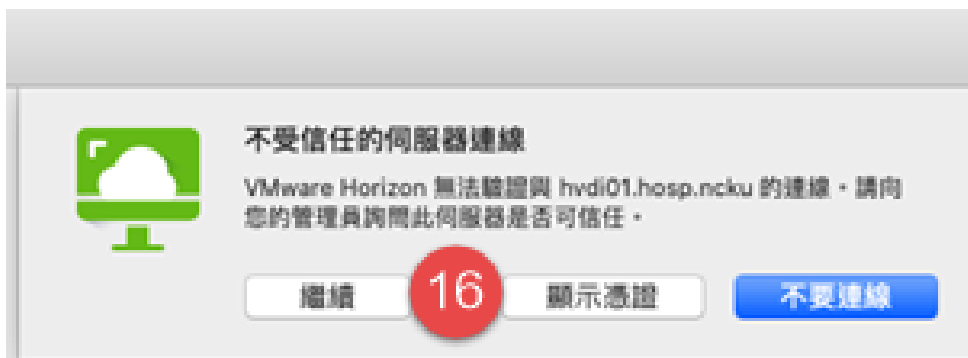 不受信任的伺服器連線
VMware Horizon 無法驗證與 hvdi01.hosp.ncku 的連線。請向
您的管理員詢問此伺服器是否可信任。
繼續
16
顯示憑證
不要連線